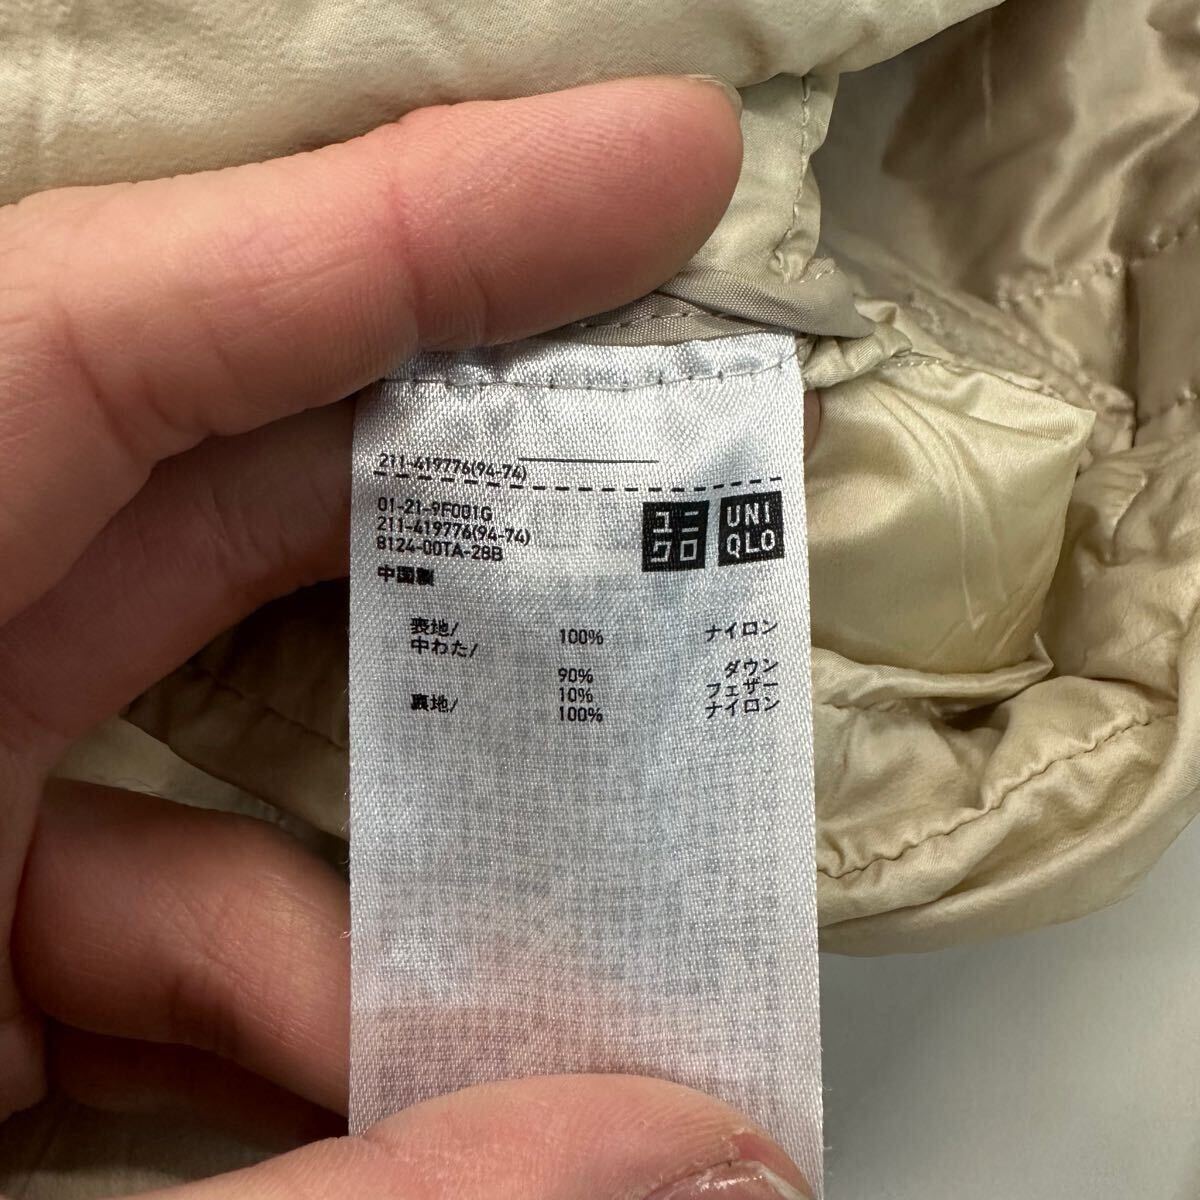 211-419776(94-74)
01-21-9F001G
211-419776(94-74)
8124-00TA-28B
中国製
ユニ
クロ
UNI
QLO
表地/ 100% ナイロン
中わた/
90% ダウン
10% フェザー
裏地/ 100% ナイロン